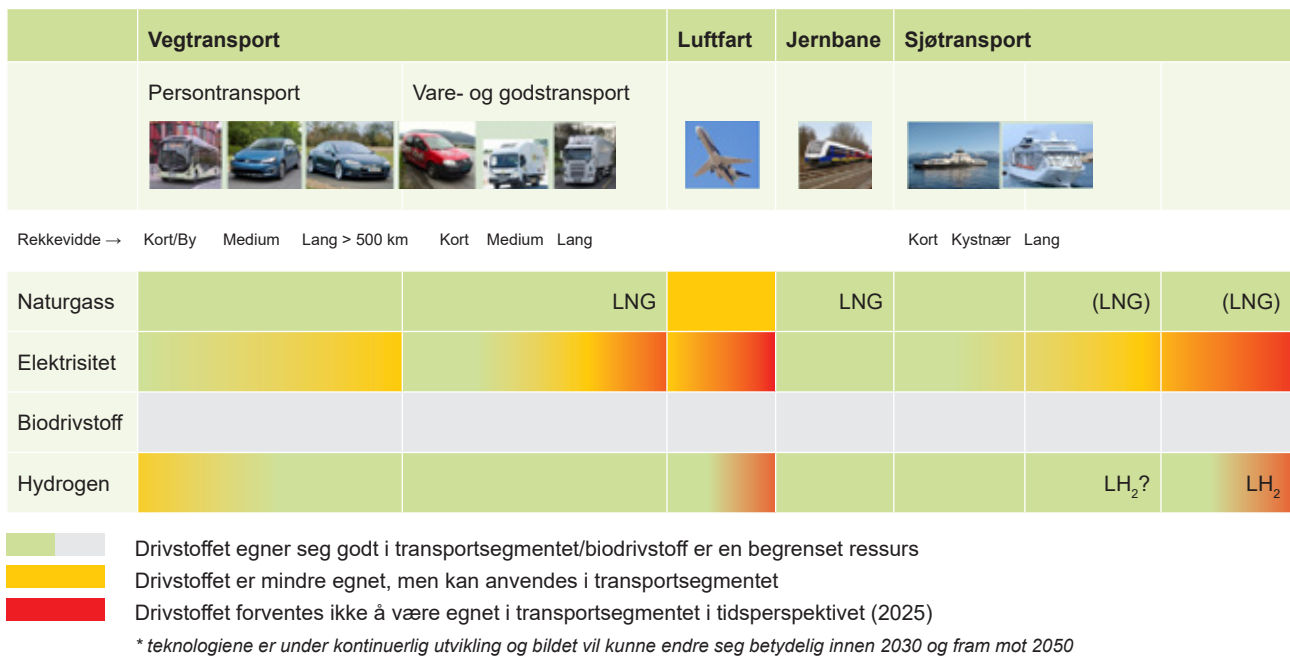 Vegtransport Luftfart Jernbane Sjøtransport
Persontransport Vare- og godstransport
Rekkevidde → Kort/By Medium Lang > 500 km Kort Medium Lang Kort Kystnær Lang
Naturgass LNG LNG (LNG) (LNG)
Elektrisitet
Biodrivstoff
Hydrogen LH₂? LH₂
Drivstoffet egner seg godt i transportsegmentet/biodrivstoff er en begrenset ressurs
Drivstoffet er mindre egnet, men kan anvendes i transportsegmentet
Drivstoffet forventes ikke å være egnet i transportsegmentet i tidsperspektivet (2025)
* teknologiene er under kontinuerlig utvikling og bildet vil kunne endre seg betydelig innen 2030 og fram mot 2050